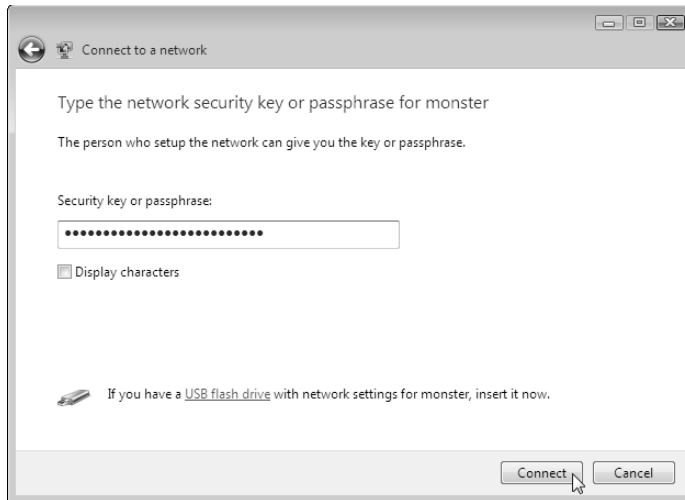 Connect to a network
Type the network security key or passphrase for monster
The person who setup the network can give you the key or passphrase.
Security key or passphrase:
••••••••••••••••••••••••••
Display characters
If you have a USB flash drive with network settings for monster, insert it now.
Connect Cancel